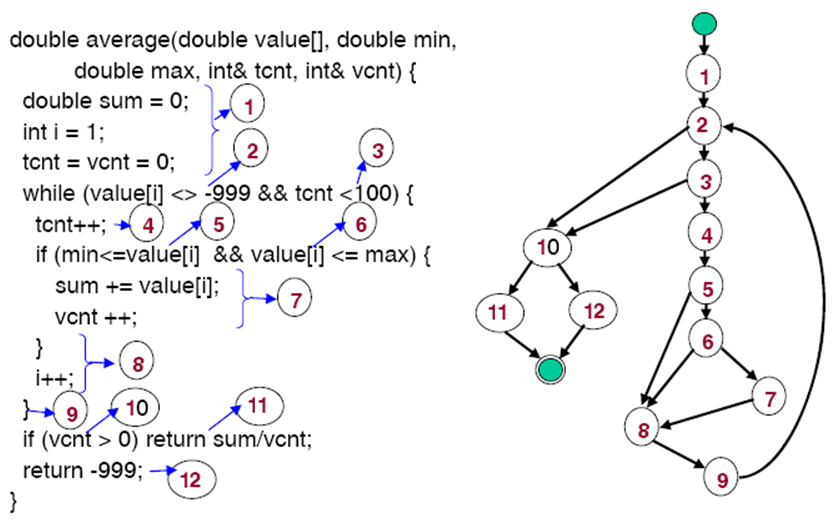 double average(double value[], double min,
double max, int& tcnt, int& vcnt) {
double sum = 0;
1
int i = 1;
2
3
tcnt = vcnt = 0;
while (value[i] <> -999 && tcnt <100) {
tcnt++;
4
5
6
if (min<=value[i] && value[i] <= max) {
sum += value[i];
7
vcnt ++;
}
8
i++;
}
9
10
11
if (vcnt > 0) return sum/vcnt;
return -999;
12
}
1
2
3
4
10
5
11
12
6
7
8
9